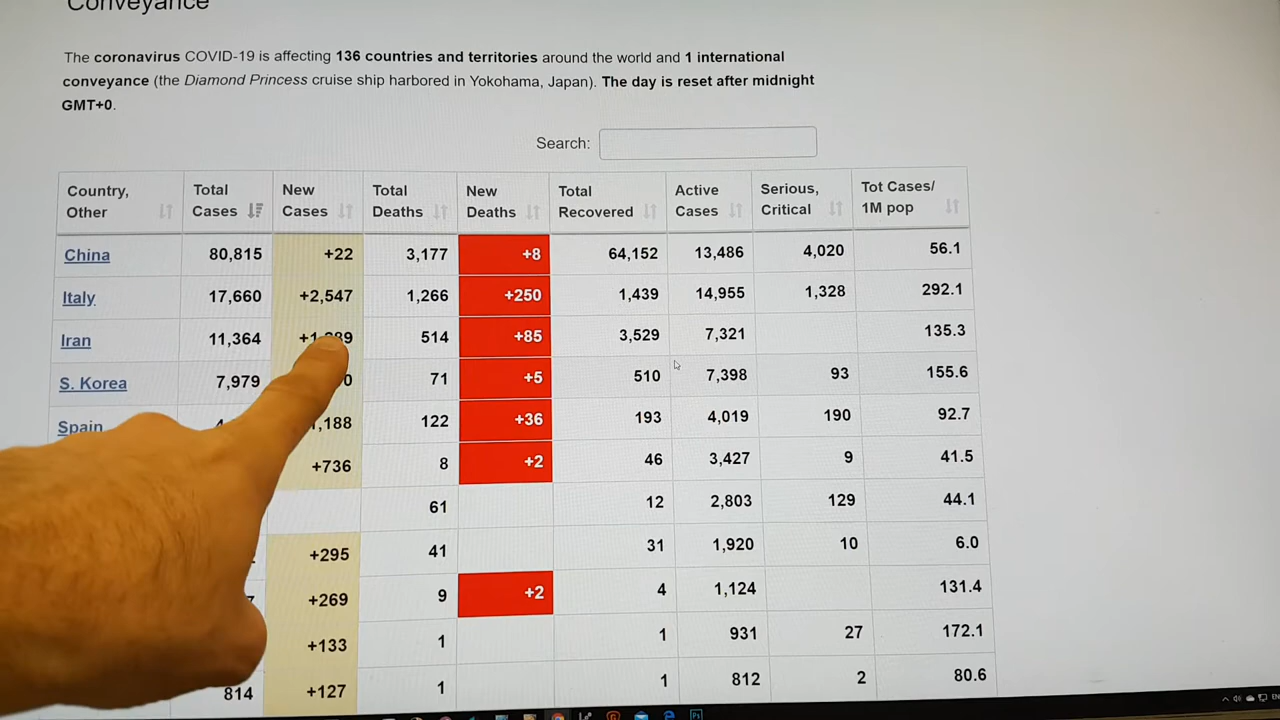 Conveyance
The coronavirus COVID-19 is affecting 136 countries and territories around the world and 1 international
conveyance (the Diamond Princess cruise ship harbored in Yokohama, Japan). The day is reset after midnight
GMT+0.
Search:
Country, Other Total Cases New Cases Total Deaths New Deaths Total Recovered Active Cases Serious, Critical Tot Cases/ 1M pop
China 80,815 +22 3,177 +8 64,152 13,486 4,020 56.1
Italy 17,660 +2,547 1,266 +250 1,439 14,955 1,328 292.1
Iran 11,364 514 +85 3,529 7,321 135.3
S. Korea 7,979 71 +5 510 7,398 93 155.6
Spain 122 +36 193 4,019 190 92.7
+736 8 +2 46 3,427 9 41.5
61 12 2,803 129 44.1
+295 41 31 1,920 10 6.0
+269 9 +2 4 1,124 131.4
+133 1 1 931 27 172.1
814 +127 1 1 812 2 80.6